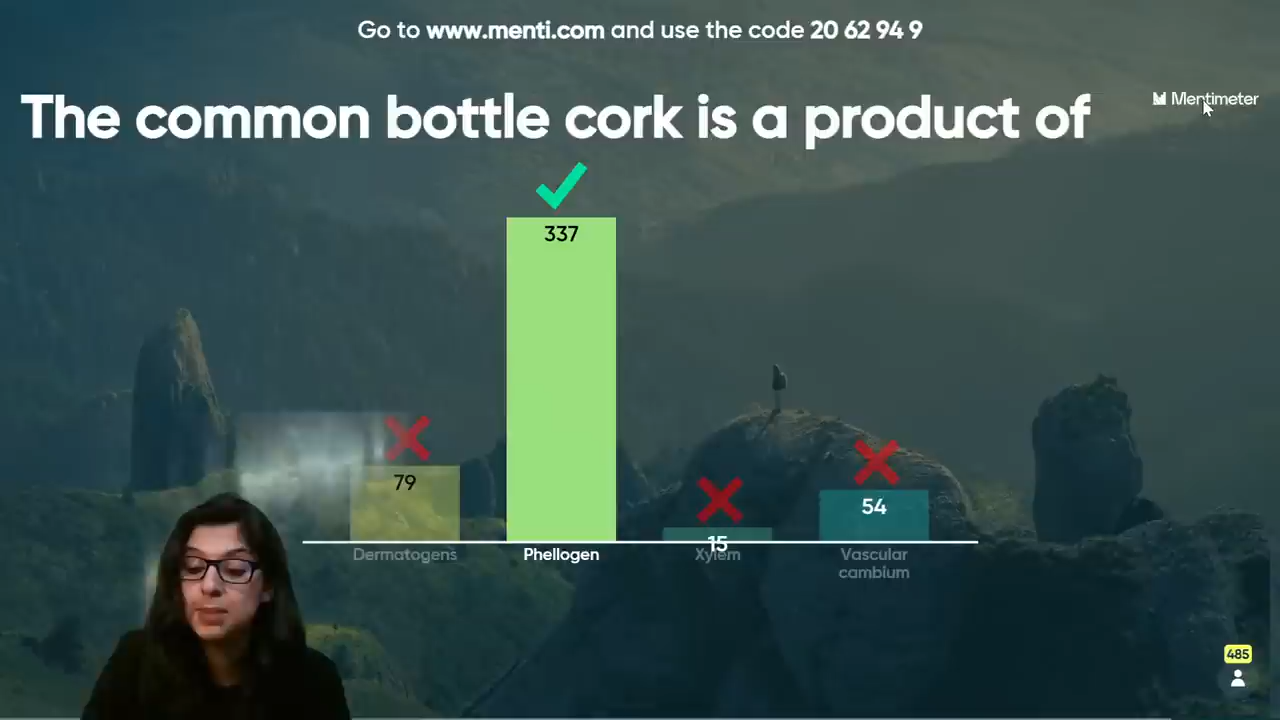 Go to www.menti.com and use the code 20 62 94 9
The common bottle cork is a product of
Mentimeter
337
79
15
54
Dermatogens
Phellogen
Xylem
Vascular
cambium
485